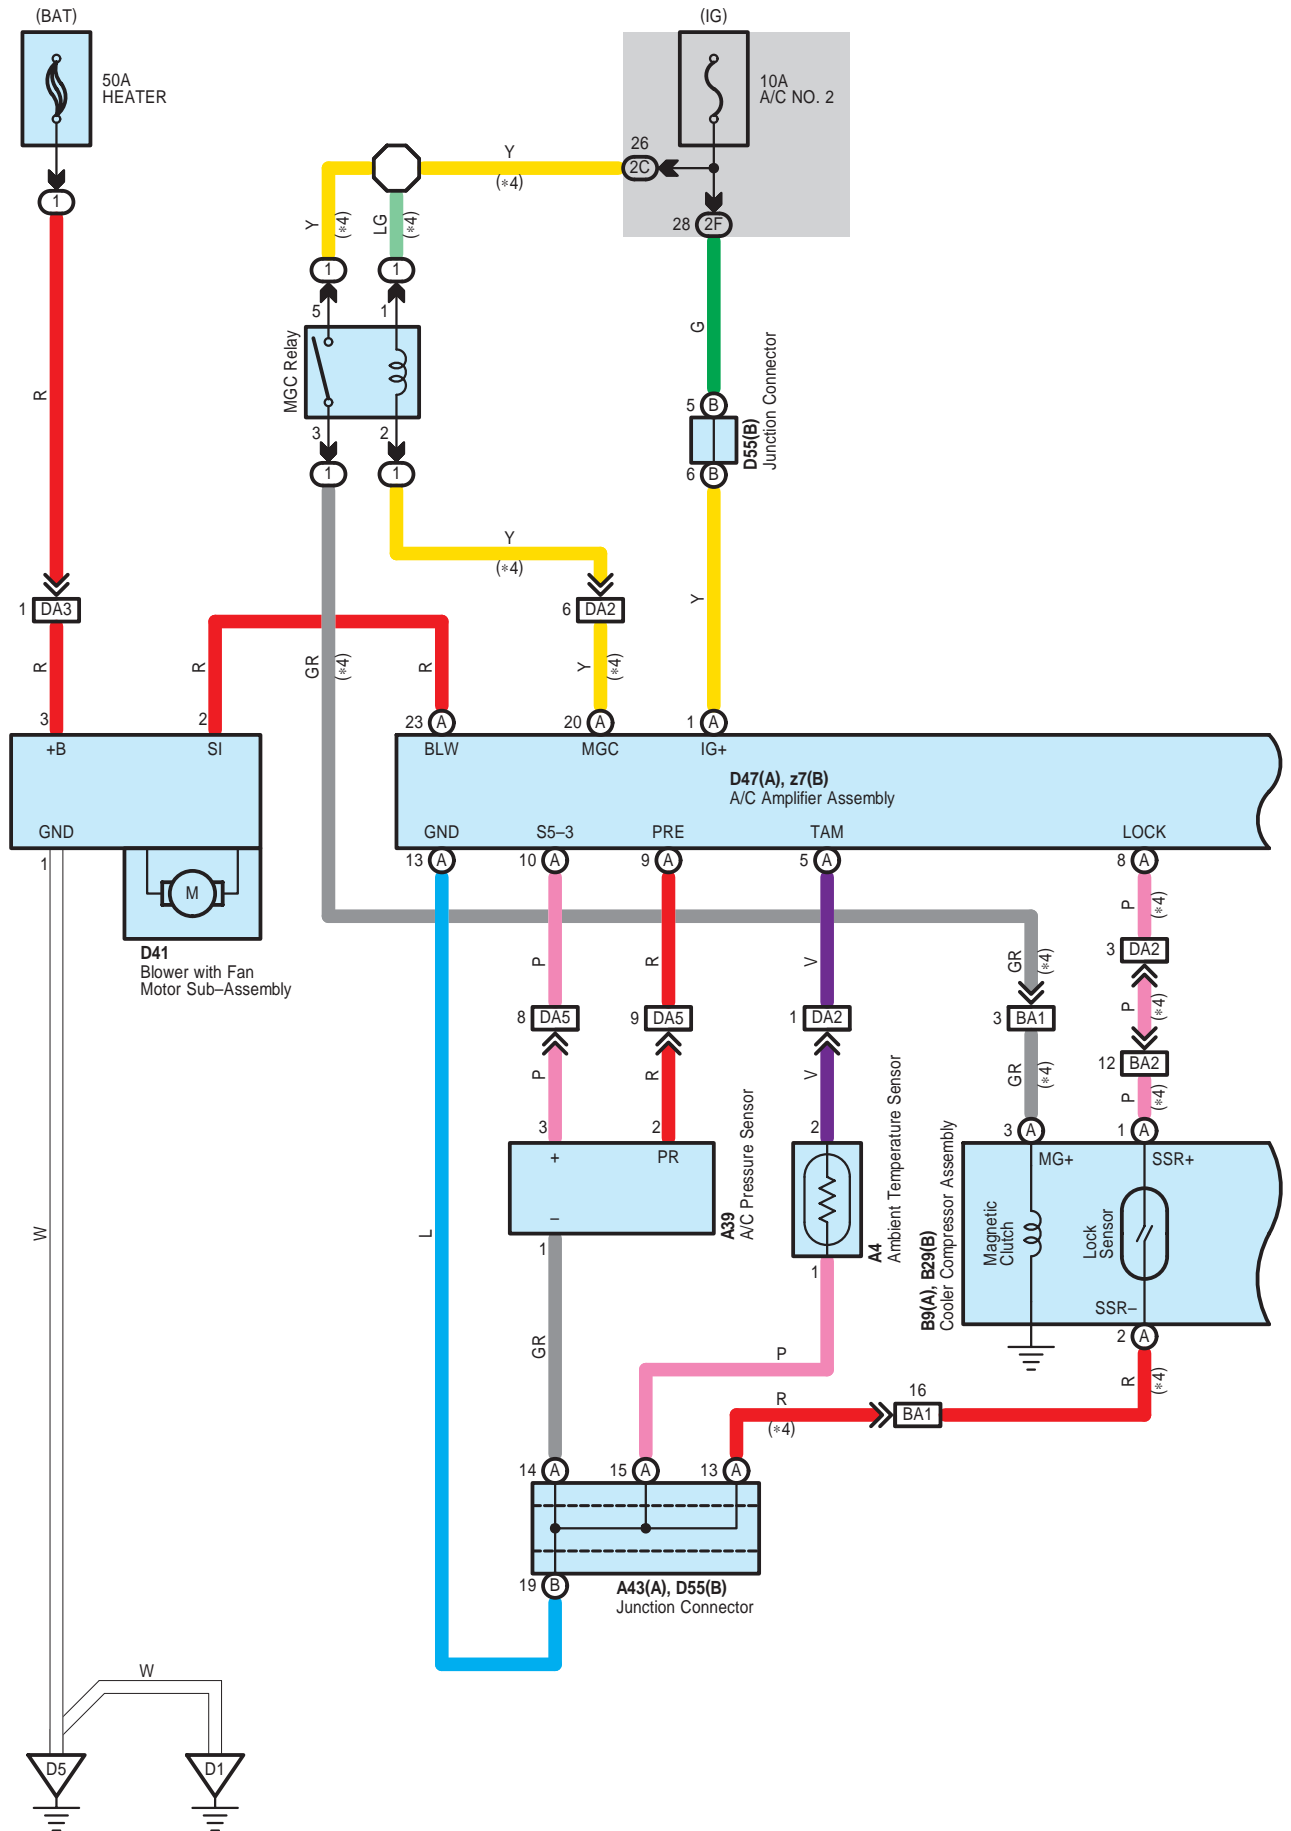 (BAT)
(IG)
50A
HEATER
10A
A/C NO. 2
26
2C
Y
(∗4)
28
2F
1
Y
(∗4)
LG
(∗4)
1
1
5
1
MGC Relay
3
2
1
1
G
5
B
D55(B)
Junction Connector
6
B
R
Y
(∗4)
Y
1
DA3
6
DA2
R
R
GR
(∗4)
R
Y
(∗4)
3
2
23
A
20
A
1
A
+B
SI
BLW
MGC
IG+
D47(A), z7(B)
A/C Amplifier Assembly
GND
GND
S5–3
PRE
TAM
LOCK
1
13
A
10
A
9
A
5
A
8
A
M
D41
Blower with Fan
Motor Sub–Assembly
P
R
V
GR
(∗4)
P
(∗4)
3
DA2
8
DA5
9
DA5
1
DA2
3
BA1
P
(∗4)
12
BA2
P
R
V
GR
(∗4)
P
(∗4)
3
2
2
3
A
1
A
+
PR
–
A39
A/C Pressure Sensor
A4
Ambient Temperature Sensor
MG+
SSR+
Magnetic
Clutch
Lock
Sensor
SSR–
B9(A), B29(B)
Cooler Compressor Assembly
W
L
1
1
2
A
GR
P
R
(∗4)
R
(∗4)
16
BA1
14
A
15
A
13
A
19
B
A43(A), D55(B)
Junction Connector
W
D5
D1